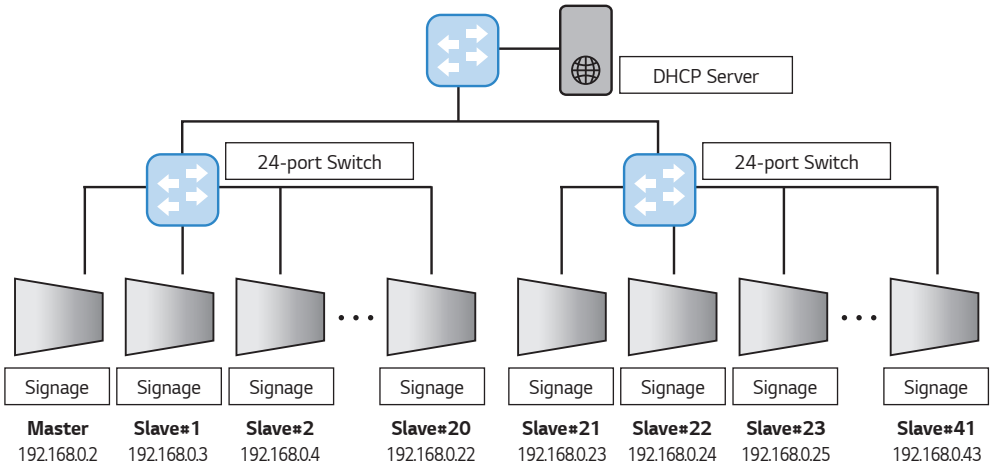 DHCP Server
24-port Switch
24-port Switch
Signage
Signage
Signage
Signage
Signage
Signage
Signage
Signage
Master
Slave#1
Slave#2
Slave#20
Slave#21
Slave#22
Slave#23
Slave#41
192.168.0.2
192.168.0.3
192.168.0.4
192.168.0.22
192.168.0.23
192.168.0.24
192.168.0.25
192.168.0.43